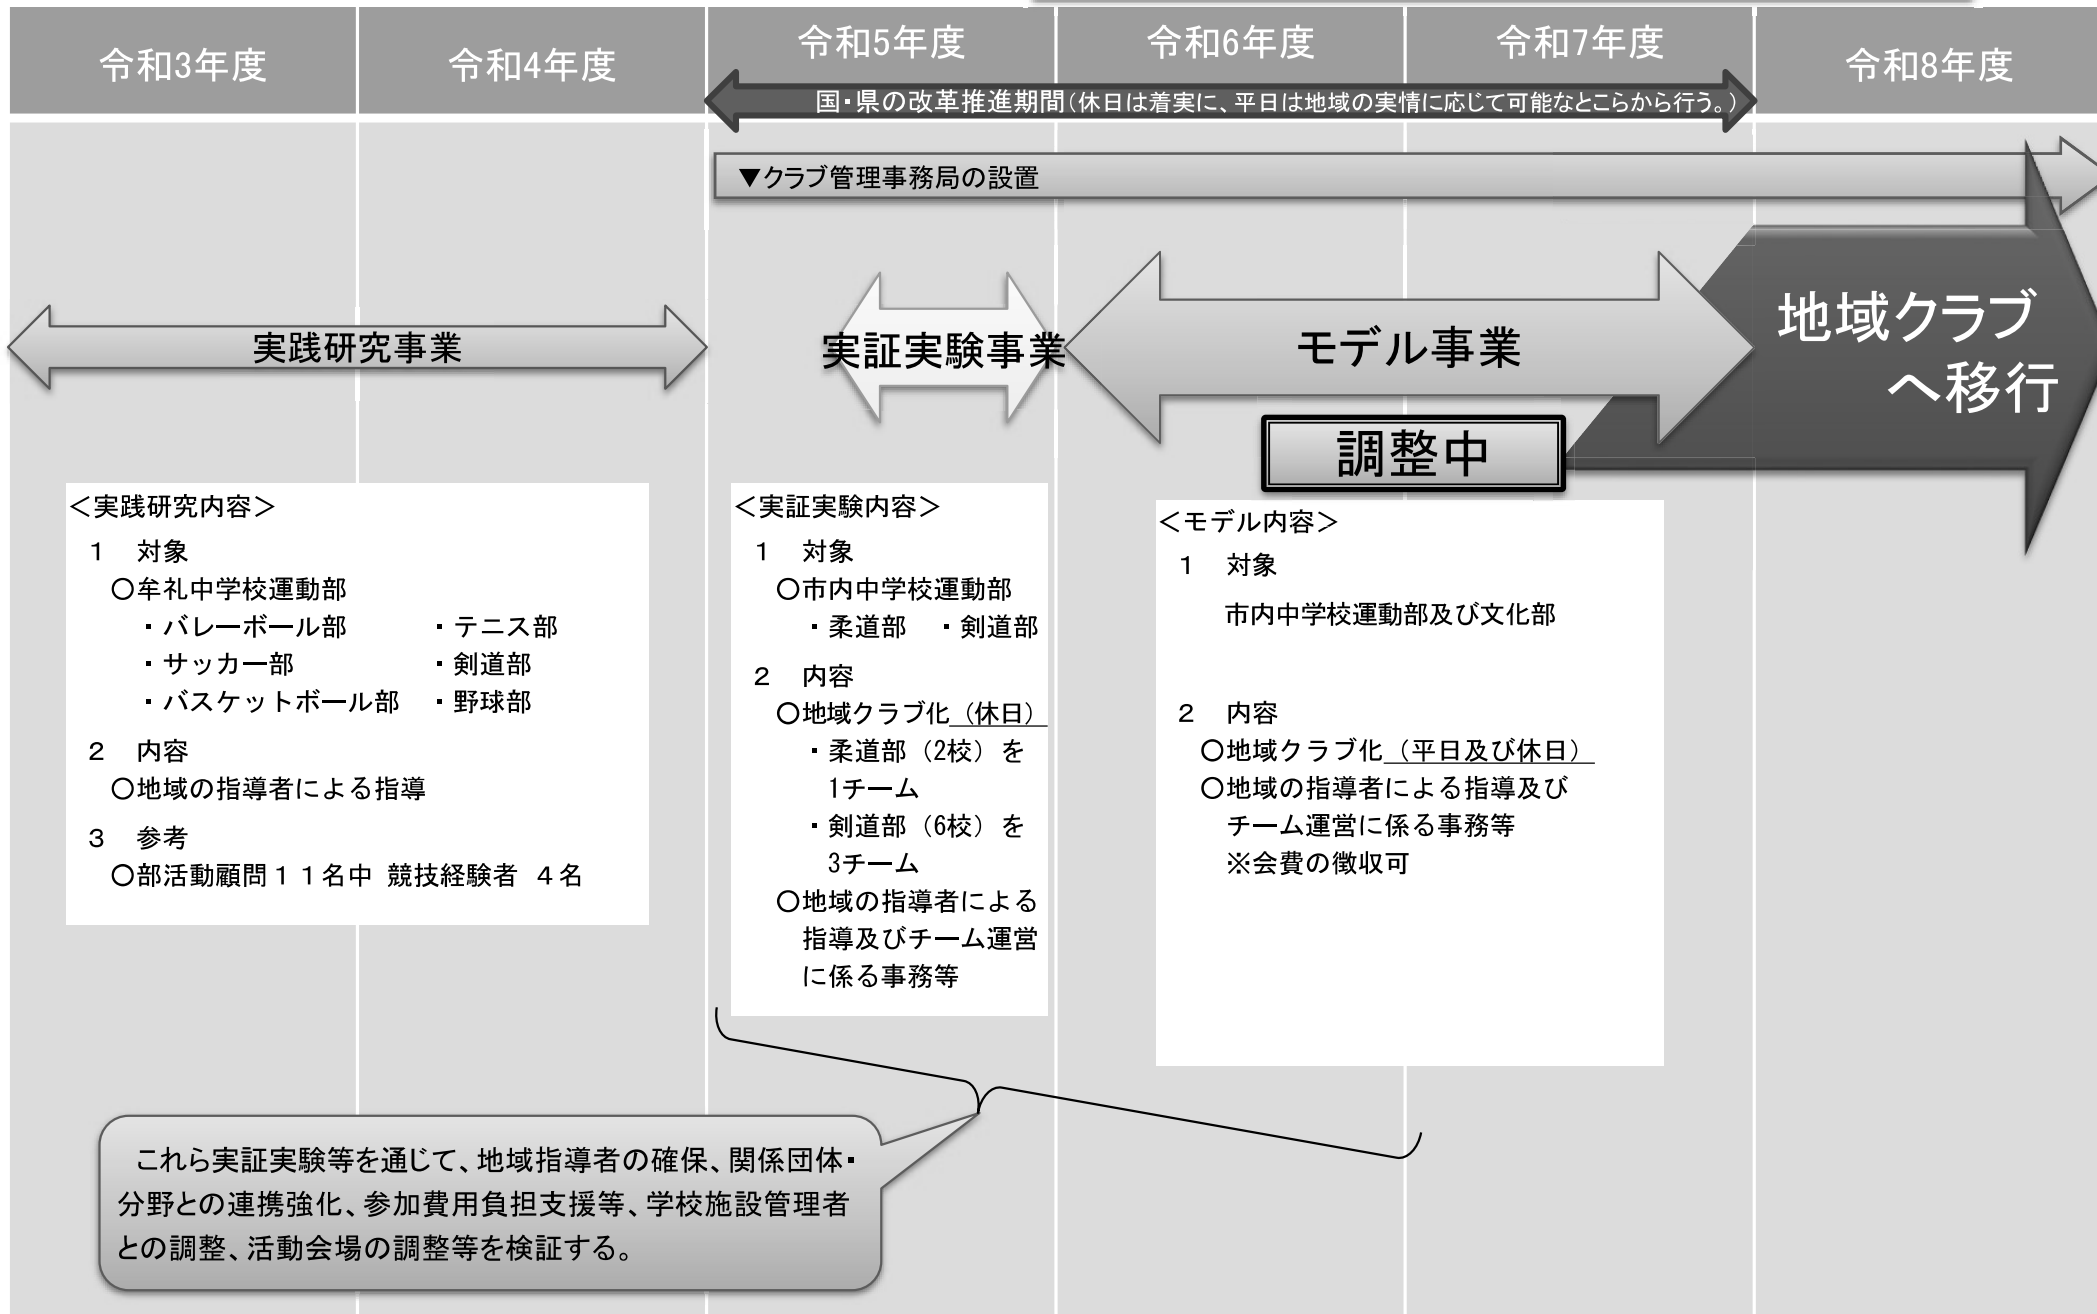 令和3年度
令和4年度
令和5年度
令和6年度
令和7年度
令和8年度
国・県の改革推進期間(休日は着実に、平日は地域の実情に応じて可能なとこらから行う。)
▼クラブ管理事務局の設置
実践研究事業
実証実験事業
モデル事業
地域クラブ
へ移行
調整中
＜実践研究内容＞
1　対象
〇牟礼中学校運動部
・バレーボール部　・テニス部
・サッカー部　・剣道部
・バスケットボール部　・野球部
2　内容
〇地域の指導者による指導
3　参考
〇部活動顧問１１名中 競技経験者 ４名
＜実証実験内容＞
1　対象
〇市内中学校運動部
・柔道部　・剣道部
2　内容
〇地域クラブ化（休日）
・柔道部（2校）を
1チーム
・剣道部（6校）を
3チーム
〇地域の指導者による
指導及びチーム運営
に係る事務等
＜モデル内容＞
1　対象
市内中学校運動部及び文化部
2　内容
〇地域クラブ化（平日及び休日）
〇地域の指導者による指導及び
チーム運営に係る事務等
※会費の徴収可
これら実証実験等を通じて、地域指導者の確保、関係団体・
分野との連携強化、参加費用負担支援等、学校施設管理者
との調整、活動会場の調整等を検証する。